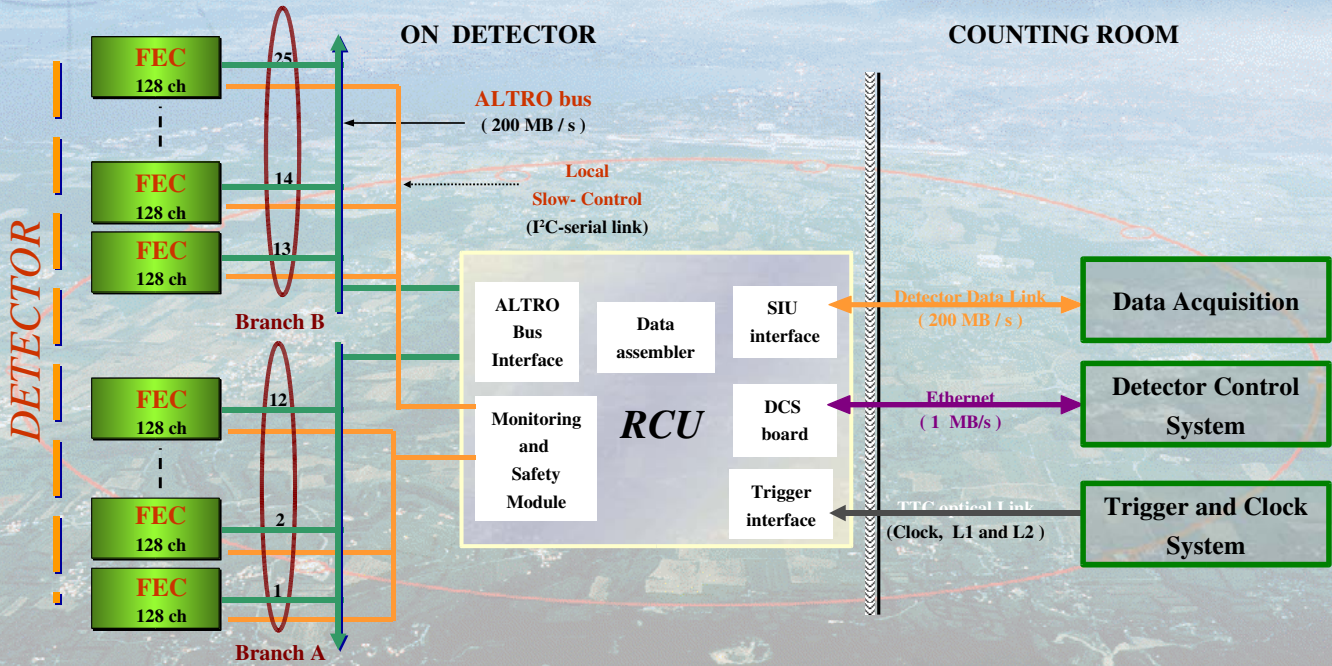 ON DETECTOR
COUNTING ROOM
DETECTOR
FEC
128 ch
25
FEC
128 ch
14
FEC
128 ch
13
Branch B
FEC
128 ch
12
FEC
128 ch
2
FEC
128 ch
1
Branch A
ALTRO bus
( 200 MB / s )
Local
Slow- Control
(I²C-serial link)
ALTRO
Bus
Interface
Data
assembler
SIU
interface
Monitoring
and
Safety
Module
RCU
DCS
board
Trigger
interface
Detector Data Link
( 200 MB / s )
Ethernet
( 1 MB/s )
TTC optical Link
(Clock, L1 and L2 )
Data Acquisition
Detector Control
System
Trigger and Clock
System